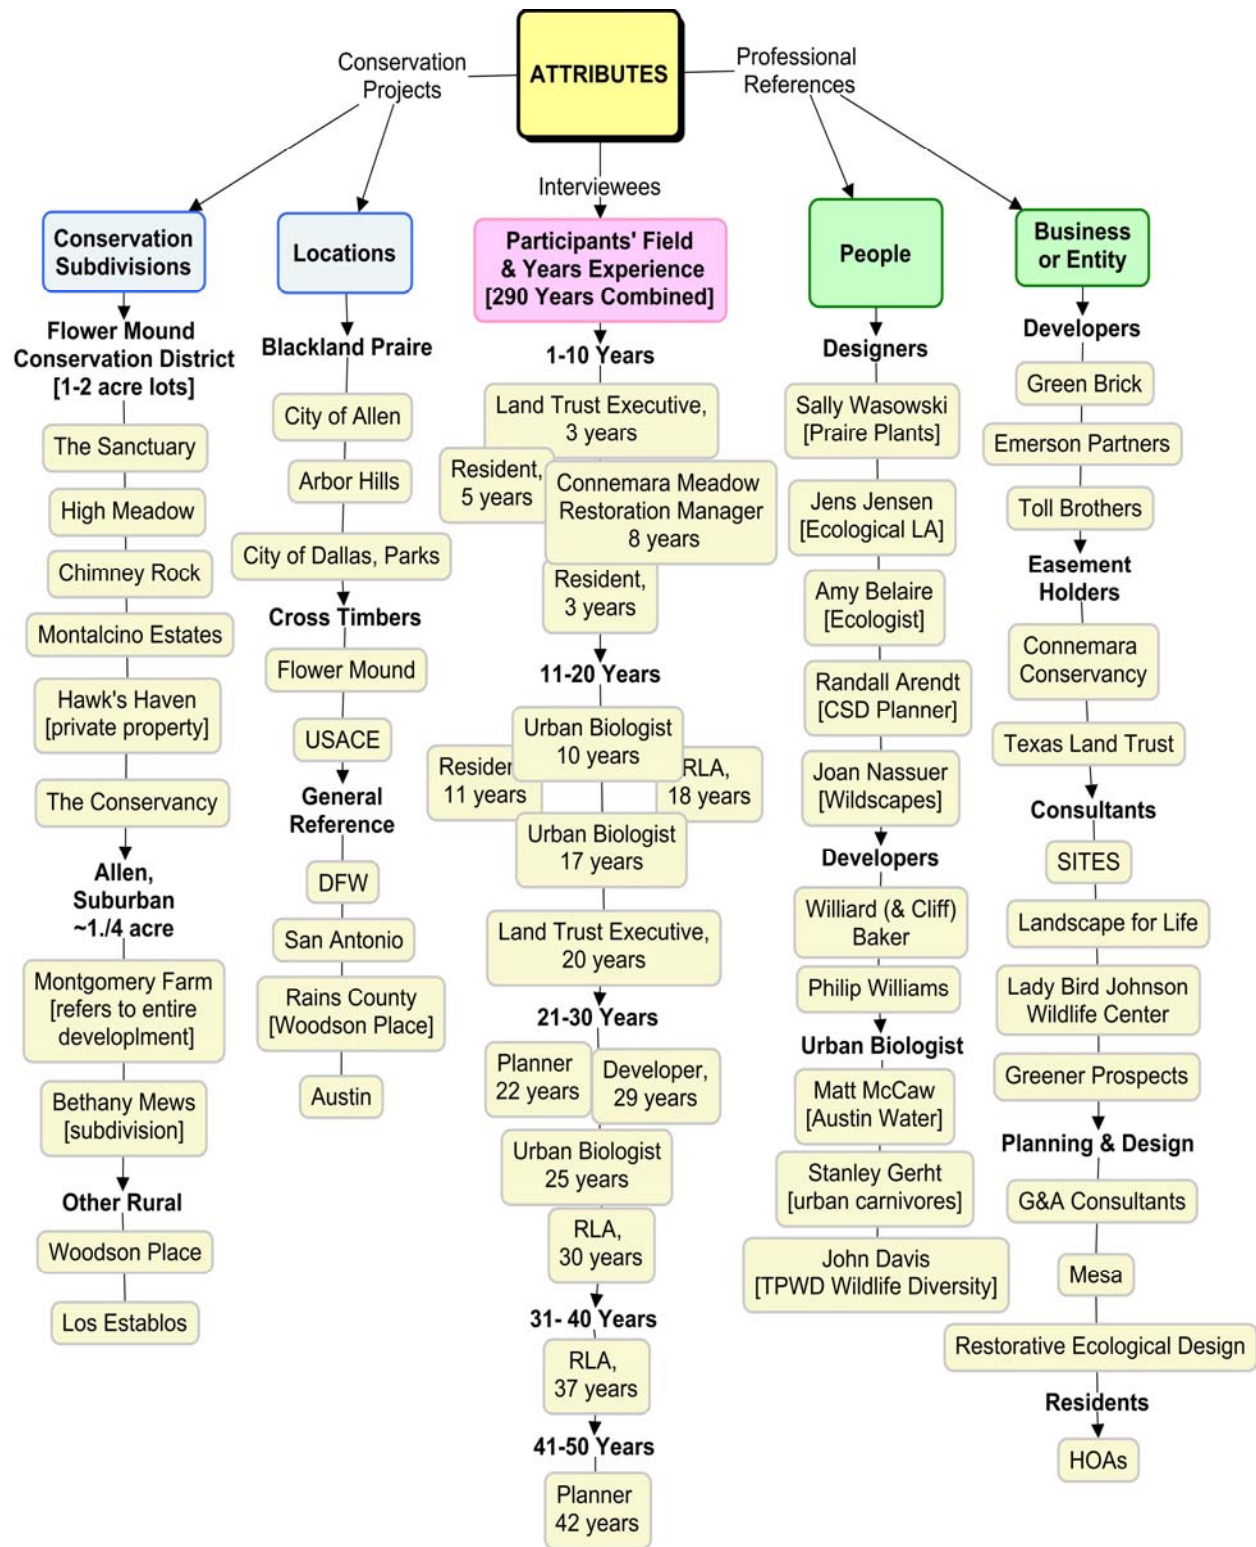 ATTRIBUTES
Conservation
Projects
Professional
References
Interviewees
Conservation
Subdivisions
Flower Mound
Conservation District
[1-2 acre lots]
The Sanctuary
High Meadow
Chimney Rock
Montalcino Estates
Hawk's Haven
[private property]
The Conservancy
Allen,
Suburban
~1./4 acre
Montgomery Farm
[refers to entire
developlment]
Bethany Mews
[subdivision]
Other Rural
Woodson Place
Los Establos
Locations
Blackland Praire
City of Allen
Arbor Hills
City of Dallas, Parks
Cross Timbers
Flower Mound
USACE
General
Reference
DFW
San Antonio
Rains County
[Woodson Place]
Austin
Participants' Field
& Years Experience
[290 Years Combined]
1-10 Years
Land Trust Executive,
3 years
Resident,
5 years
Connemara Meadow
Restoration Manager
8 years
Resident,
3 years
11-20 Years
Urban Biologist
10 years
Residen
11 years
RLA,
18 years
Urban Biologist
17 years
Land Trust Executive,
20 years
21-30 Years
Planner
22 years
Developer,
29 years
Urban Biologist
25 years
RLA,
30 years
31- 40 Years
RLA,
37 years
41-50 Years
Planner
42 years
People
Designers
Sally Wasowski
[Praire Plants]
Jens Jensen
[Ecological LA]
Amy Belaire
[Ecologist]
Randall Arendt
[CSD Planner]
Joan Nassuer
[Wildscapes]
Developers
Williard (& Cliff)
Baker
Philip Williams
Urban Biologist
Matt McCaw
[Austin Water]
Stanley Gerht
[urban carnivores]
John Davis
[TPWD Wildlife Diversity]
Business
or Entity
Developers
Green Brick
Emerson Partners
Toll Brothers
Easement
Holders
Connemara
Conservancy
Texas Land Trust
Consultants
SITES
Landscape for Life
Lady Bird Johnson
Wildlife Center
Greener Prospects
Planning & Design
G&A Consultants
Mesa
Restorative Ecological Design
Residents
HOAs